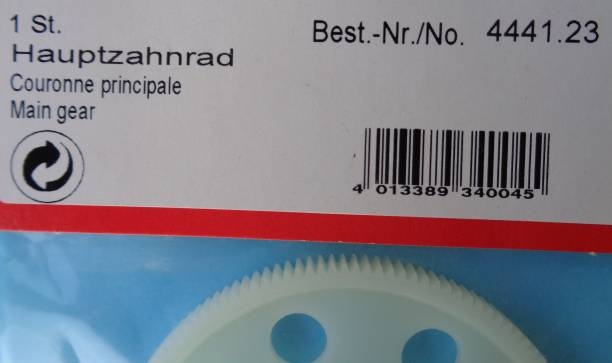 1 St.
Best.-Nr./No. 4441.23
Hauptzahnrad
Couronne principale
Main gear
4 013389 340045